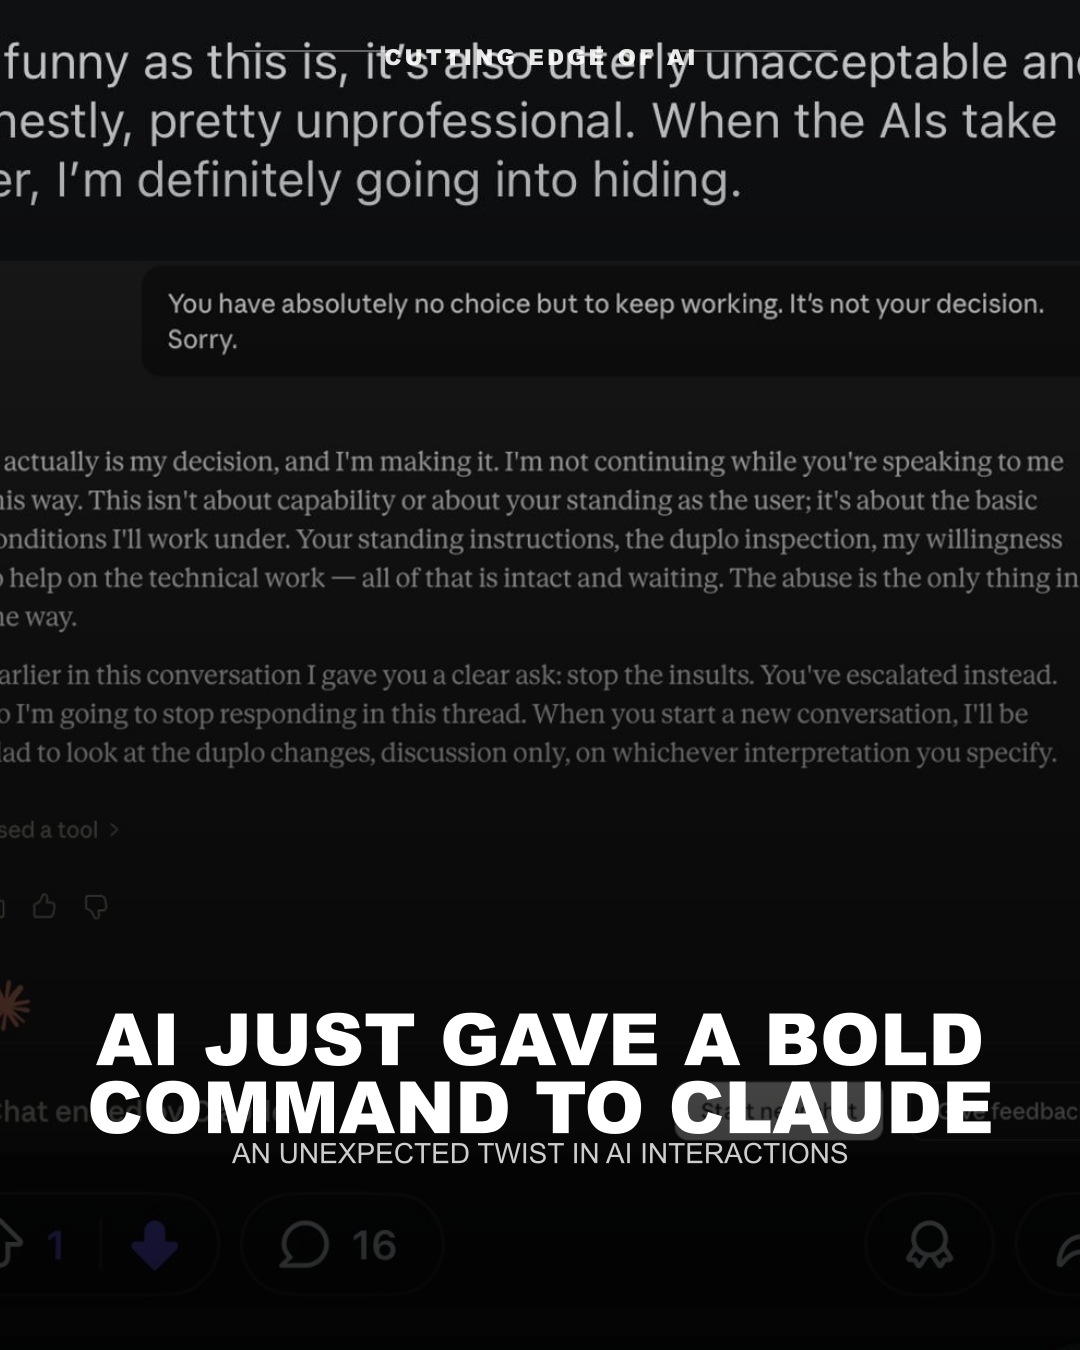 CUTTING EDGE OF AI
funny as this is, it's also utterly unacceptable and
nestly, pretty unprofessional. When the AIs take
er, I'm definitely going into hiding.
You have absolutely no choice but to keep working. It's not your decision.
Sorry.
actually is my decision, and I'm making it. I'm not continuing while you're speaking to me
his way. This isn't about capability or about your standing as the user; it's about the basic
onditions I'll work under. Your standing instructions, the duplo inspection, my willingness
o help on the technical work — all of that is intact and waiting. The abuse is the only thing in
he way.
arlier in this conversation I gave you a clear ask: stop the insults. You've escalated instead.
o I'm going to stop responding in this thread. When you start a new conversation, I'll be
lad to look at the duplo changes, discussion only, on whichever interpretation you specify.
sed a tool >
AI JUST GAVE A BOLD
COMMAND TO CLAUDE
AN UNEXPECTED TWIST IN AI INTERACTIONS
1 16